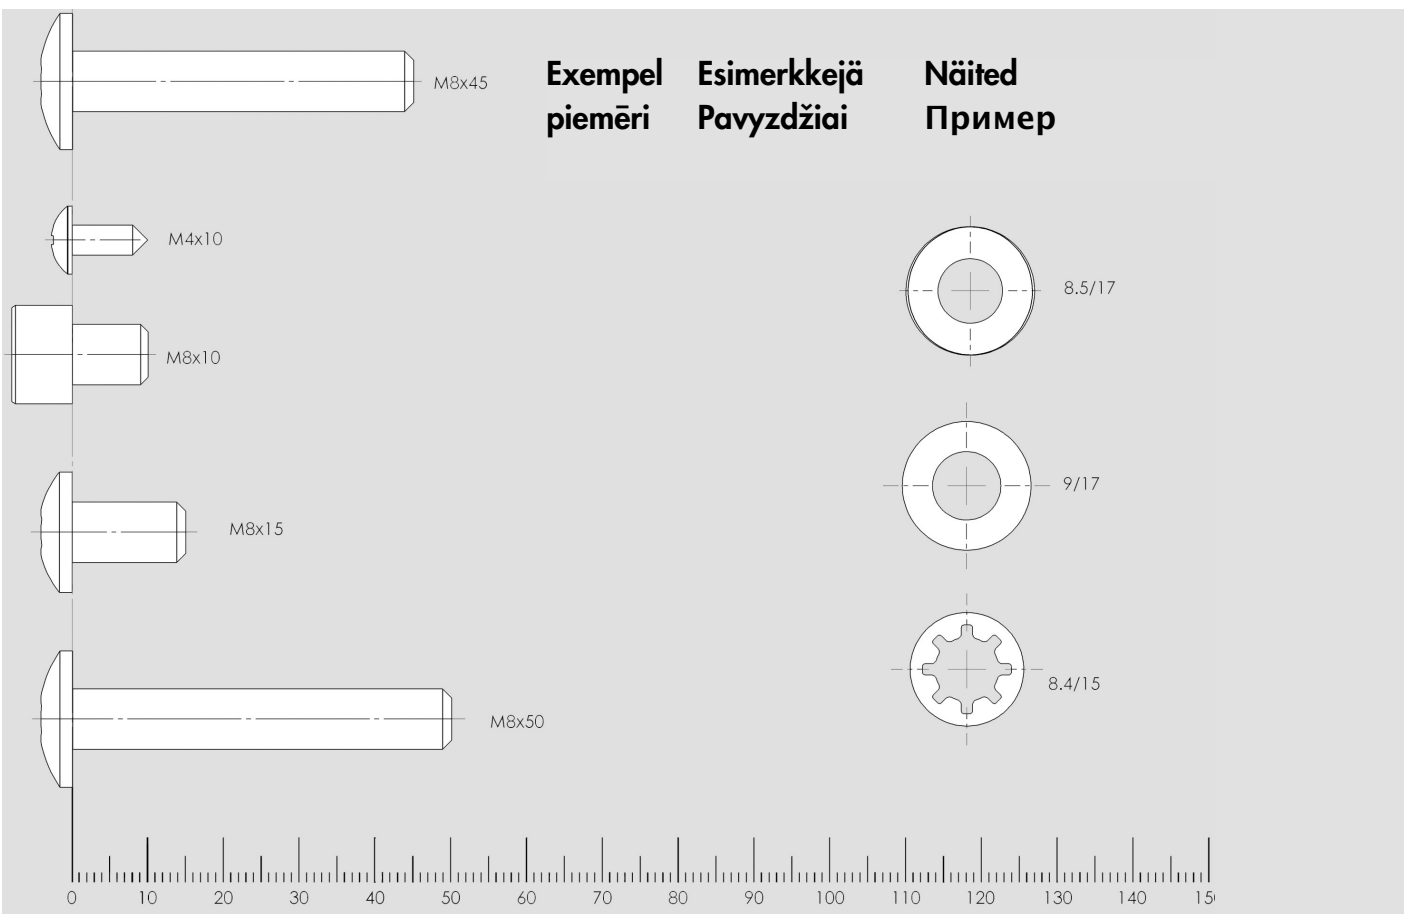 M8x45
Exempel Esimerkkejä Näited
piemēri Pavyzdžiai Пример
M4x10
8.5/17
M8x10
9/17
M8x15
8.4/15
M8x50
0 10 20 30 40 50 60 70 80 90 100 110 120 130 140 150